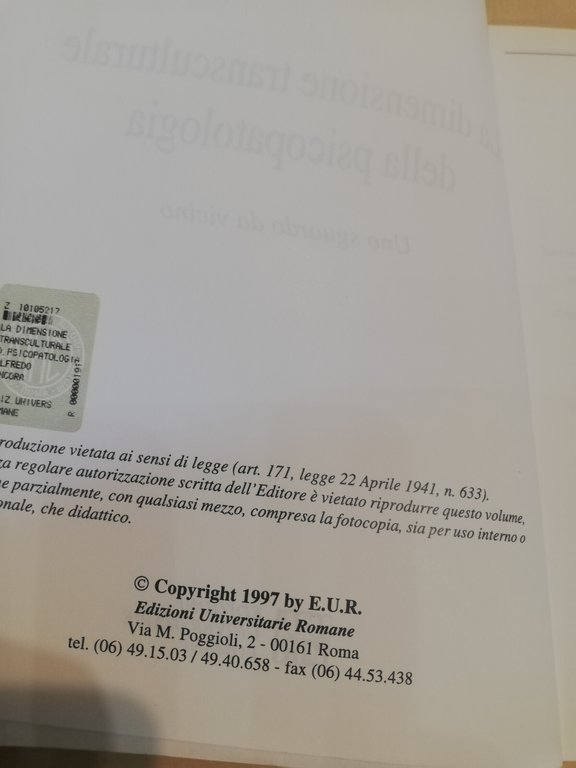 La dimensione transculturale
della psicopatologia
Uno sguardo da vicino
Z 10105217
LA DIMENSIONE
TRANSCULTURALE
D.PSICOPATOLOGIA
LFREDO
NCORA
IZ UNIVERS
MANE
R 0000019
roduzione vietata ai sensi di legge (art. 171, legge 22 Aprile 1941, n. 633).
za regolare autorizzazione scritta dell'Editore è vietato riprodurre questo volume,
he parzialmente, con qualsiasi mezzo, compresa la fotocopia, sia per uso interno o
onale, che didattico.
© Copyright 1997 by E.U.R.
Edizioni Universitarie Romane
Via M. Poggioli, 2 - 00161 Roma
tel. (06) 49.15.03 / 49.40.658 - fax (06) 44.53.438